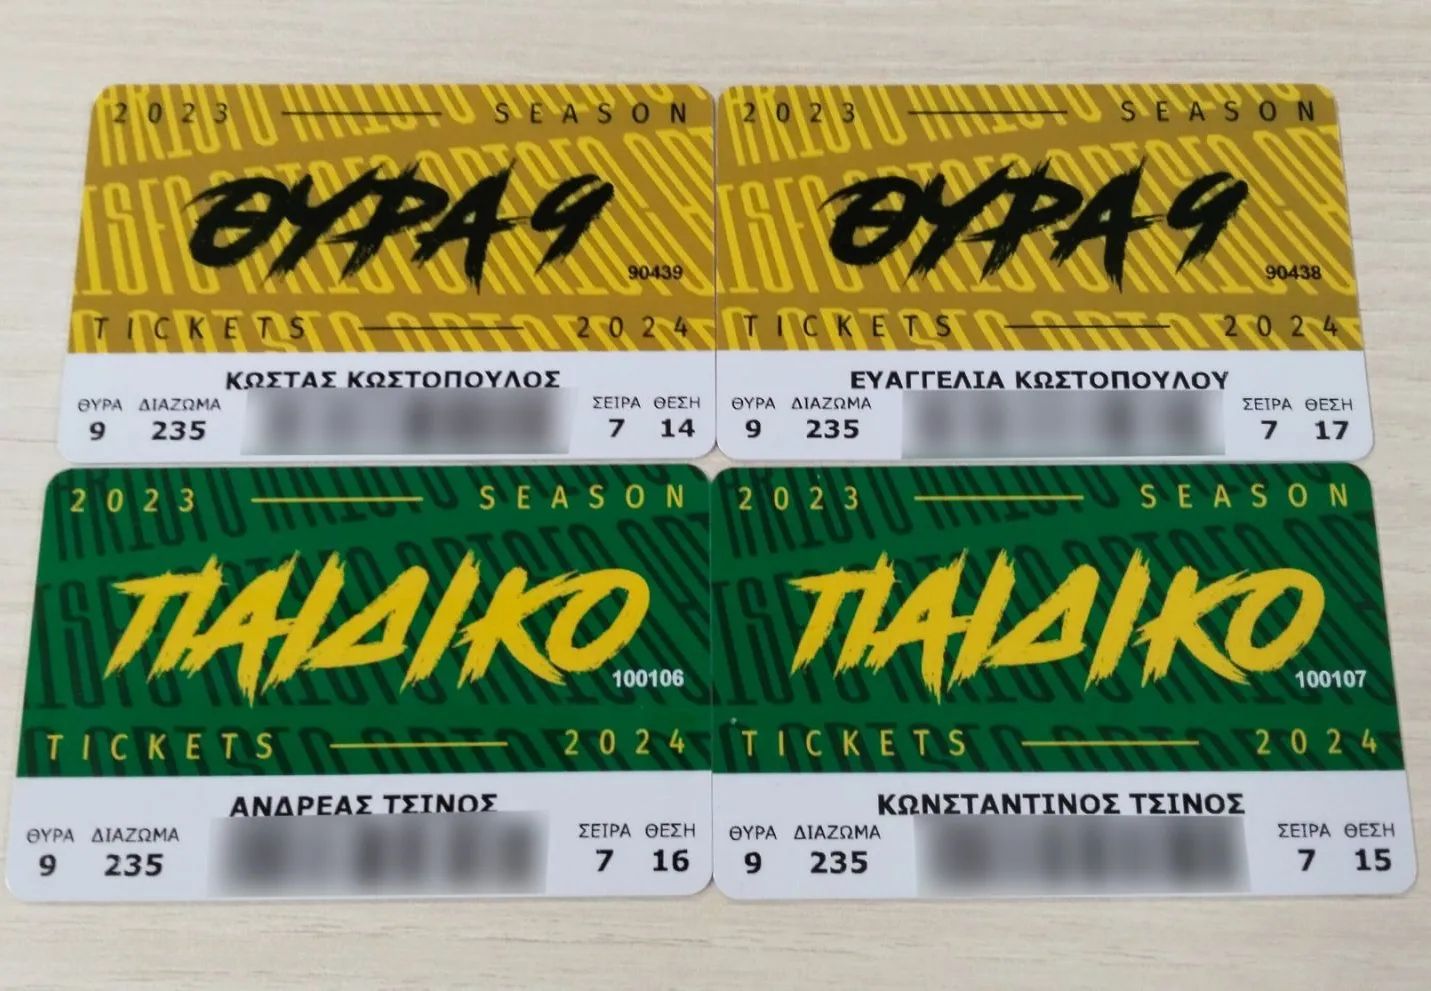 2023 SEASON
ΘΥΡΑ 9
90439
TICKETS 2024
ΚΩΣΤΑΣ ΚΩΣΤΟΠΟΥΛΟΣ
ΘΥΡΑ ΔΙΑΖΩΜΑ ΣΕΙΡΑ ΘΕΣΗ
9 235 7 14
2023 SEASON
ΘΥΡΑ 9
90438
TICKETS 2024
ΕΥΑΓΓΕΛΙΑ ΚΩΣΤΟΠΟΥΛΟΥ
ΘΥΡΑ ΔΙΑΖΩΜΑ ΣΕΙΡΑ ΘΕΣΗ
9 235 7 17
2023 SEASON
ΠΑΙΔΙΚΟ
100106
TICKETS 2024
ΑΝΔΡΕΑΣ ΤΣΙΝΟΣ
ΘΥΡΑ ΔΙΑΖΩΜΑ ΣΕΙΡΑ ΘΕΣΗ
9 235 7 16
2023 SEASON
ΠΑΙΔΙΚΟ
100107
TICKETS 2024
ΚΩΝΣΤΑΝΤΙΝΟΣ ΤΣΙΝΟΣ
ΘΥΡΑ ΔΙΑΖΩΜΑ ΣΕΙΡΑ ΘΕΣΗ
9 235 7 15